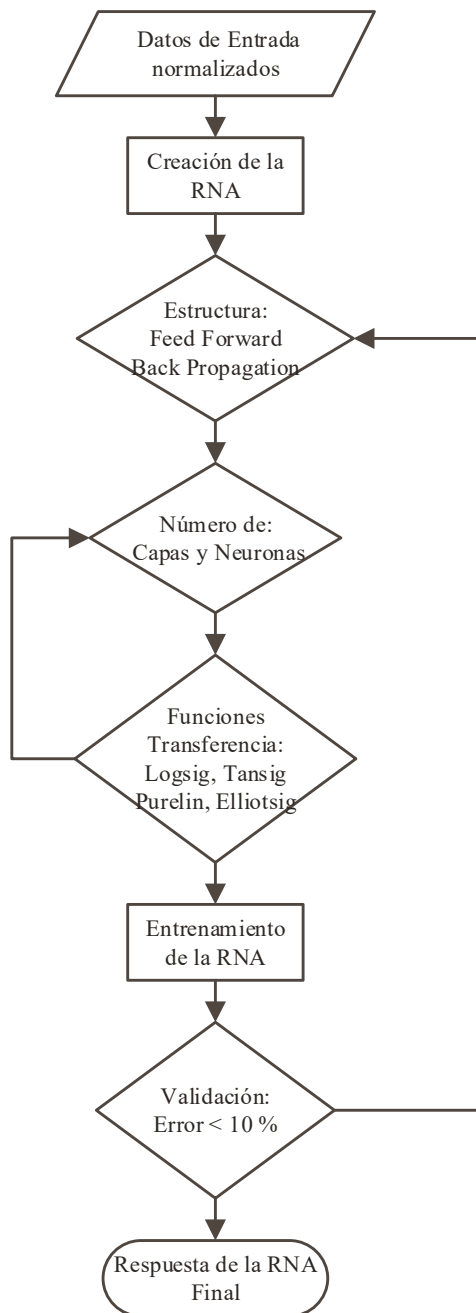 Datos de Entrada
normalizados
Creación de la
RNA
Estructura:
Feed Forward
Back Propagation
Número de:
Capas y Neuronas
Funciones
Transferencia:
Logsig, Tansig
Purelin, Elliotsig
Entrenamiento
de la RNA
Validación:
Error < 10 %
Respuesta de la RNA
Final